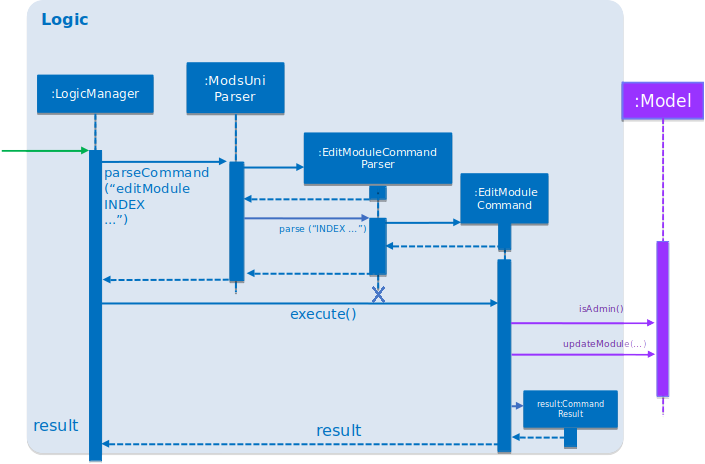 Logic
:LogicManager
:ModsUni
Parser
:EditModuleCommand
Parser
:EditModule
Command
:Model
parseCommand
(“editModule
INDEX
...”)
parse (“INDEX ...”)
execute()
isAdmin()
updateModule(...)
result:Command
Result
result
result